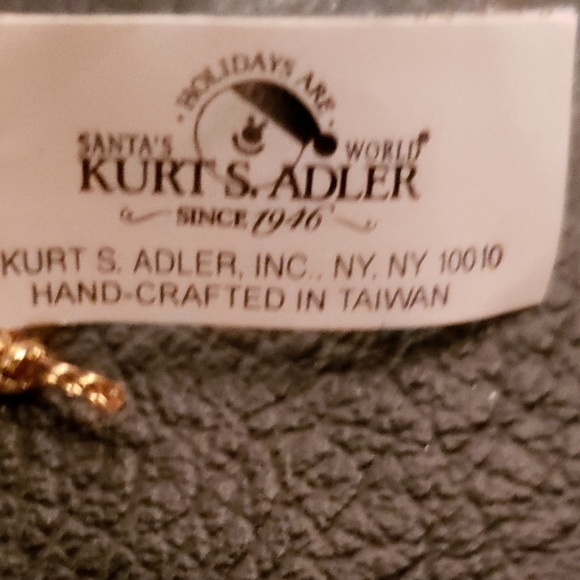 · HOLIDAYS ARE ·
SANTA'S WORLD
KURT S. ADLER
SINCE 1946
KURT S. ADLER, INC., NY, NY 10010
HAND-CRAFTED IN TAIWAN